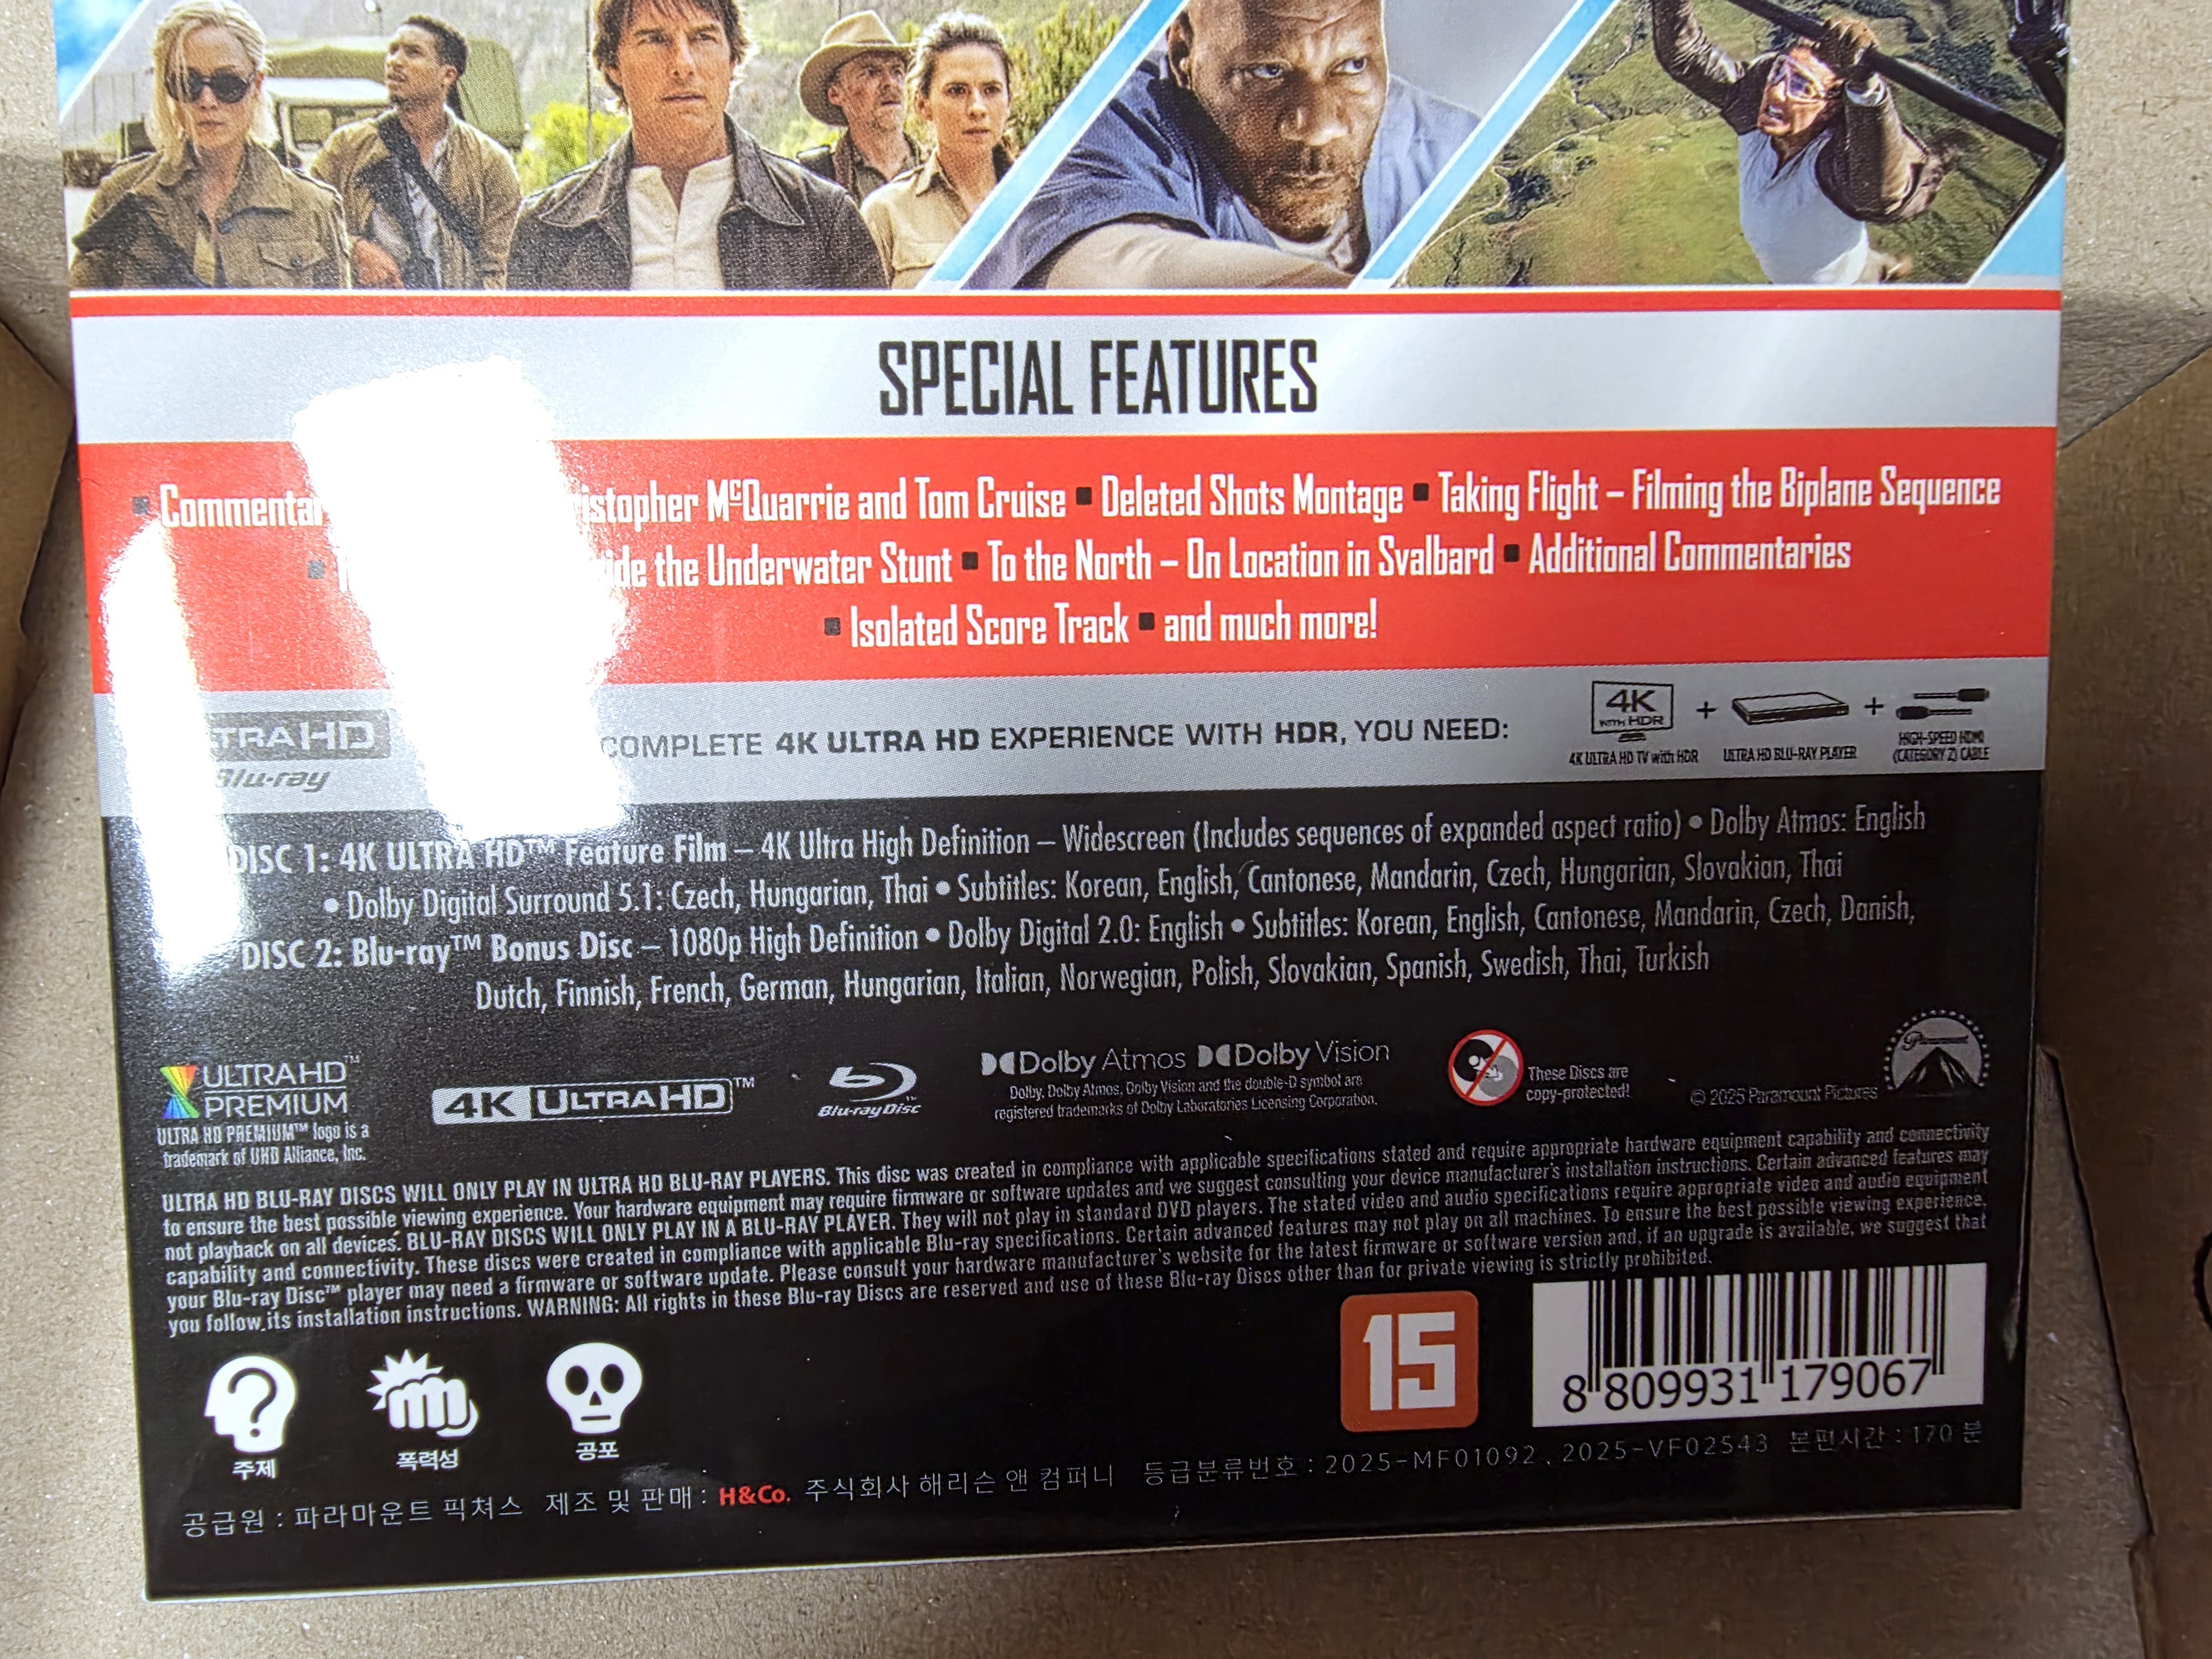 SPECIAL FEATURES
▪ Commentar istopher McQuarrie and Tom Cruise ▪ Deleted Shots Montage ▪ Taking Flight – Filming the Biplane Sequence
▪ ide the Underwater Stunt ▪ To the North – On Location in Svalbard ▪ Additional Commentaries
▪ Isolated Score Track ▪ and much more!
TRA HD
Blu-ray
COMPLETE 4K ULTRA HD EXPERIENCE WITH HDR, YOU NEED:
4K
WITH HDR
+
+
4K ULTRA HD TV with HDR
ULTRA HD BLU-RAY PLAYER
HIGH-SPEED HDMI
(CATEGORY 2) CABLE
DISC 1: 4K ULTRA HD™ Feature Film – 4K Ultra High Definition – Widescreen (Includes sequences of expanded aspect ratio) • Dolby Atmos: English
• Dolby Digital Surround 5.1: Czech, Hungarian, Thai • Subtitles: Korean, English, Cantonese, Mandarin, Czech, Hungarian, Slovakian, Thai
DISC 2: Blu-ray™ Bonus Disc – 1080p High Definition • Dolby Digital 2.0: English • Subtitles: Korean, English, Cantonese, Mandarin, Czech, Danish,
Dutch, Finnish, French, German, Hungarian, Italian, Norwegian, Polish, Slovakian, Spanish, Swedish, Thai, Turkish
ULTRA HD™
PREMIUM
ULTRA HD PREMIUM™ logo is a
trademark of UHD Alliance, Inc.
4K ULTRA HD™
Blu-ray Disc™
Dolby Atmos Dolby Vision
Dolby, Dolby Atmos, Dolby Vision and the double-D symbol are
registered trademarks of Dolby Laboratories Licensing Corporation.
These Discs are
copy-protected!
© 2025 Paramount Pictures
Paramount
ULTRA HD BLU-RAY DISCS WILL ONLY PLAY IN ULTRA HD BLU-RAY PLAYERS. This disc was created in compliance with applicable specifications stated and require appropriate hardware equipment capability and connectivity
to ensure the best possible viewing experience. Your hardware equipment may require firmware or software updates and we suggest consulting your device manufacturer's installation instructions. Certain advanced features may
not playback on all devices. BLU-RAY DISCS WILL ONLY PLAY IN A BLU-RAY PLAYER. They will not play in standard DVD players. The stated video and audio specifications require appropriate video and audio equipment
capability and connectivity. These discs were created in compliance with applicable Blu-ray specifications. Certain advanced features may not play on all machines. To ensure the best possible viewing experience,
your Blu-ray Disc™ player may need a firmware or software update. Please consult your hardware manufacturer's website for the latest firmware or software version and, if an upgrade is available, we suggest that
you follow its installation instructions. WARNING: All rights in these Blu-ray Discs are reserved and use of these Blu-ray Discs other than for private viewing is strictly prohibited.
주제
폭력성
공포
15
8 809931 179067
공급원 : 파라마운트 픽쳐스 제조 및 판매 : H&Co. 주식회사 해리슨 앤 컴퍼니 등급분류번호 : 2025-MF01092 , 2025-VF02543 본편시간 : 170 분